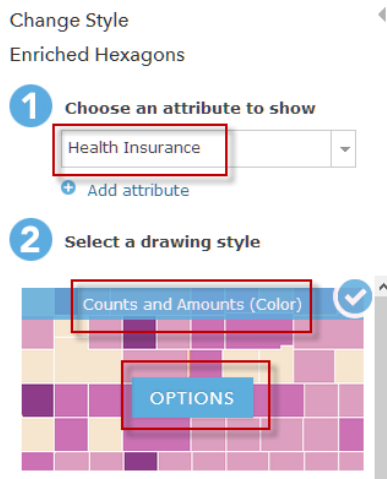 Change Style
Enriched Hexagons
1 Choose an attribute to show
Health Insurance
Add attribute
2 Select a drawing style
Counts and Amounts (Color)
OPTIONS